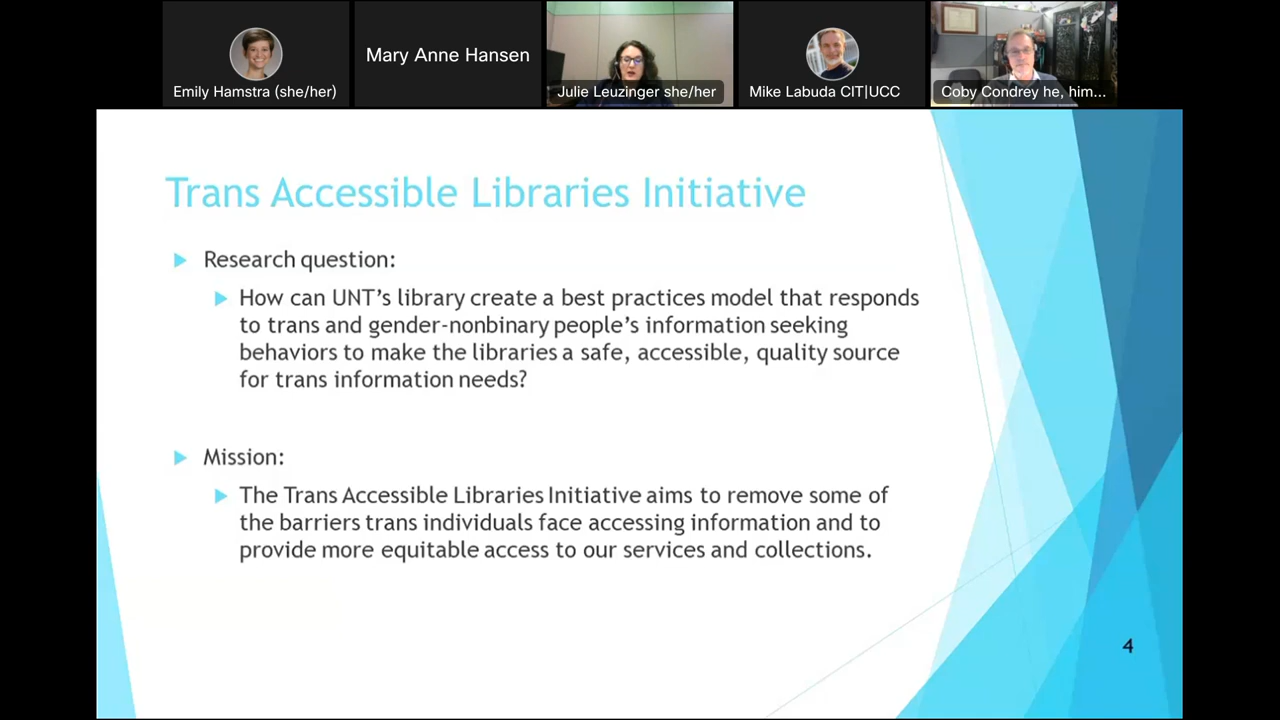 Emily Hamstra (she/her)
Mary Anne Hansen
Julie Leuzinger she/her
Mike Labuda CIT|UCC
Coby Condrey he, him...
Trans Accessible Libraries Initiative
Research question:
How can UNT’s library create a best practices model that responds
to trans and gender-nonbinary people’s information seeking
behaviors to make the libraries a safe, accessible, quality source
for trans information needs?
Mission:
The Trans Accessible Libraries Initiative aims to remove some of
the barriers trans individuals face accessing information and to
provide more equitable access to our services and collections.
4